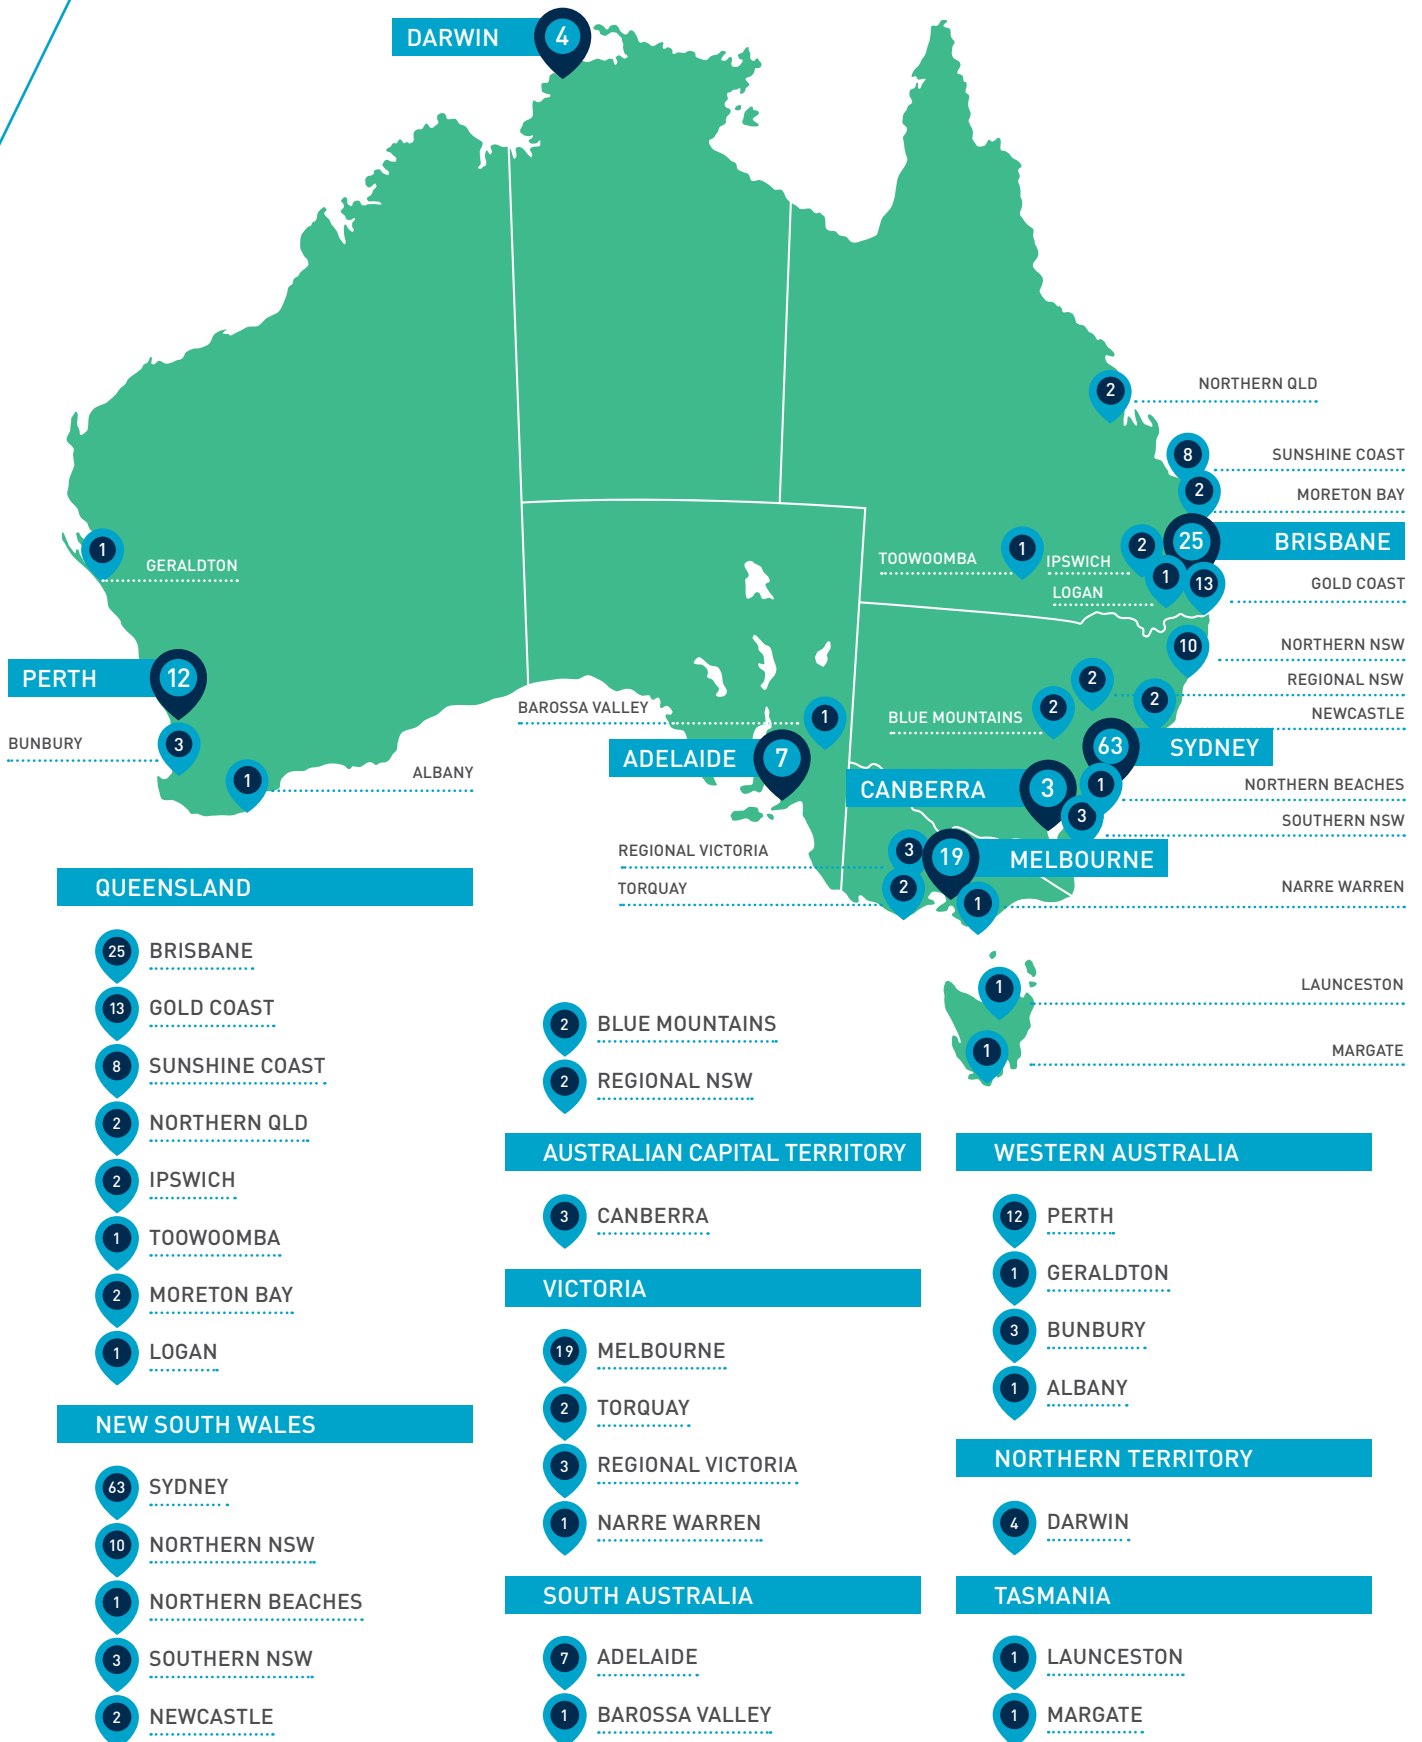 DARWIN
4
2
NORTHERN QLD
8
SUNSHINE COAST
2
MORETON BAY
25
BRISBANE
TOOWOOMBA
1
IPSWICH
2
LOGAN
1
13
GOLD COAST
1
GERALDTON
10
NORTHERN NSW
2
REGIONAL NSW
2
NEWCASTLE
PERTH
12
BUNBURY
3
1
ALBANY
BAROSSA VALLEY
1
BLUE MOUNTAINS
2
63
SYDNEY
ADELAIDE
7
CANBERRA
3
1
NORTHERN BEACHES
3
SOUTHERN NSW
REGIONAL VICTORIA
3
19
MELBOURNE
TORQUAY
2
1
NARRE WARREN
1
LAUNCESTON
1
MARGATE
QUEENSLAND
25 BRISBANE
13 GOLD COAST
8 SUNSHINE COAST
2 NORTHERN QLD
2 IPSWICH
1 TOOWOOMBA
2 MORETON BAY
1 LOGAN
NEW SOUTH WALES
63 SYDNEY
10 NORTHERN NSW
1 NORTHERN BEACHES
3 SOUTHERN NSW
2 NEWCASTLE
2 BLUE MOUNTAINS
2 REGIONAL NSW
AUSTRALIAN CAPITAL TERRITORY
3 CANBERRA
VICTORIA
19 MELBOURNE
2 TORQUAY
3 REGIONAL VICTORIA
1 NARRE WARREN
SOUTH AUSTRALIA
7 ADELAIDE
1 BAROSSA VALLEY
WESTERN AUSTRALIA
12 PERTH
1 GERALDTON
3 BUNBURY
1 ALBANY
NORTHERN TERRITORY
4 DARWIN
TASMANIA
1 LAUNCESTON
1 MARGATE